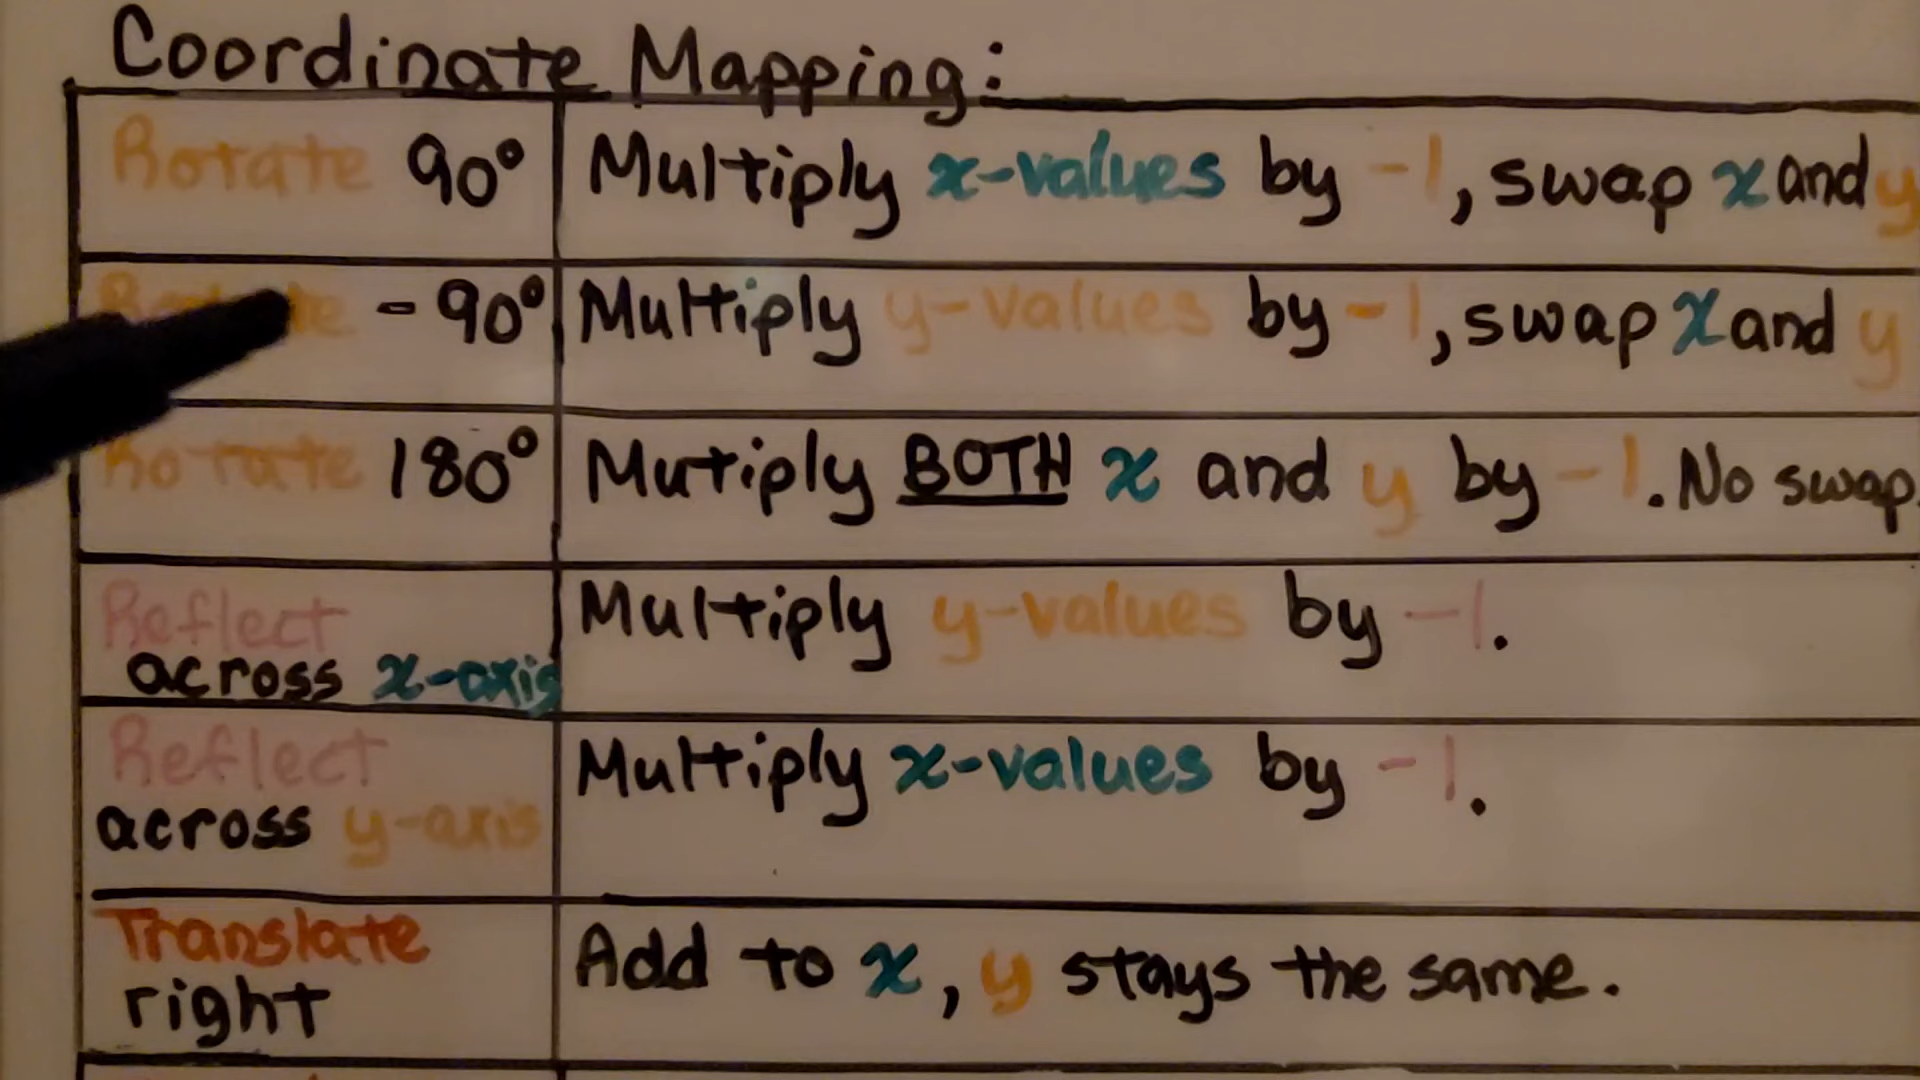 Coordinate Mapping:
Rotate 90° Multiply x-values by -1, swap x and y
Rotate -90° Multiply y-values by -1, swap x and y
Rotate 180° Mutiply BOTH x and y by -1. No swap.
Reflect
across x-axis
Multiply y-values by -1.
Reflect
across y-axis
Multiply x-values by -1.
Translate
right
Add to x, y stays the same.